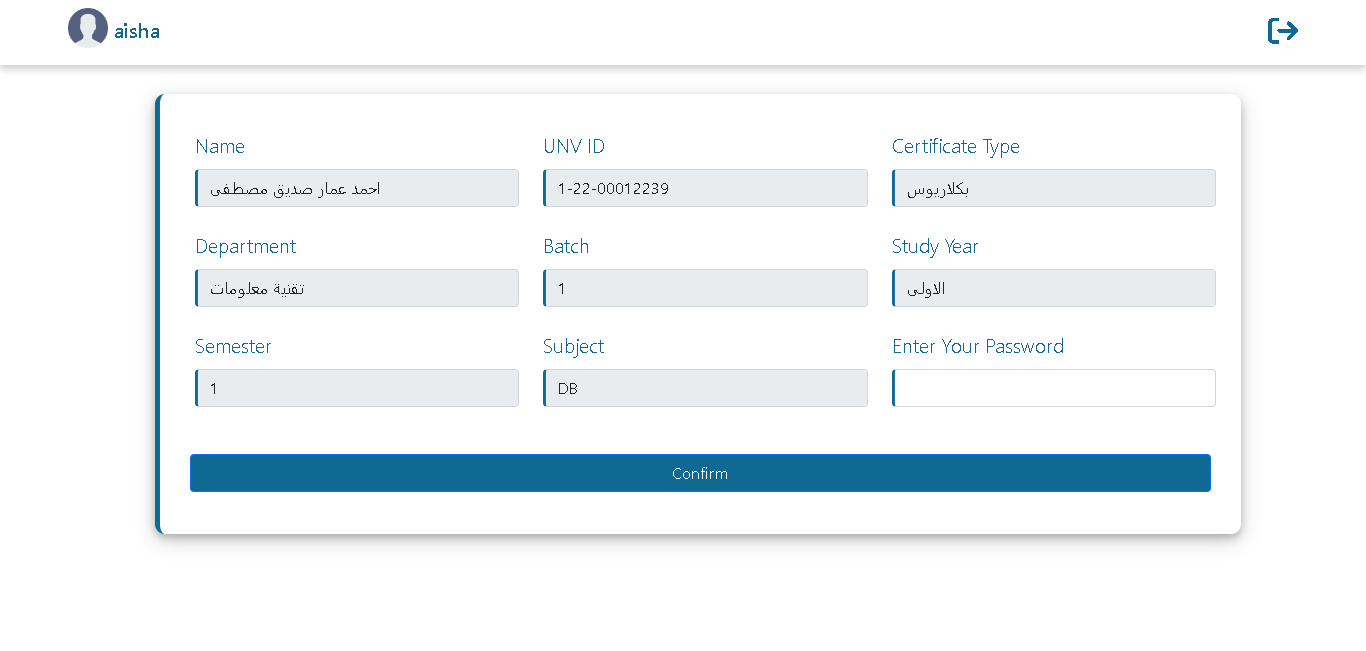 aisha
Name
UNV ID
Certificate Type
احمد عمار صديق مصطفى
1-22-00012239
بكلاريوس
Department
Batch
Study Year
تقنية معلومات
1
الاولى
Semester
Subject
Enter Your Password
1
DB
Confirm